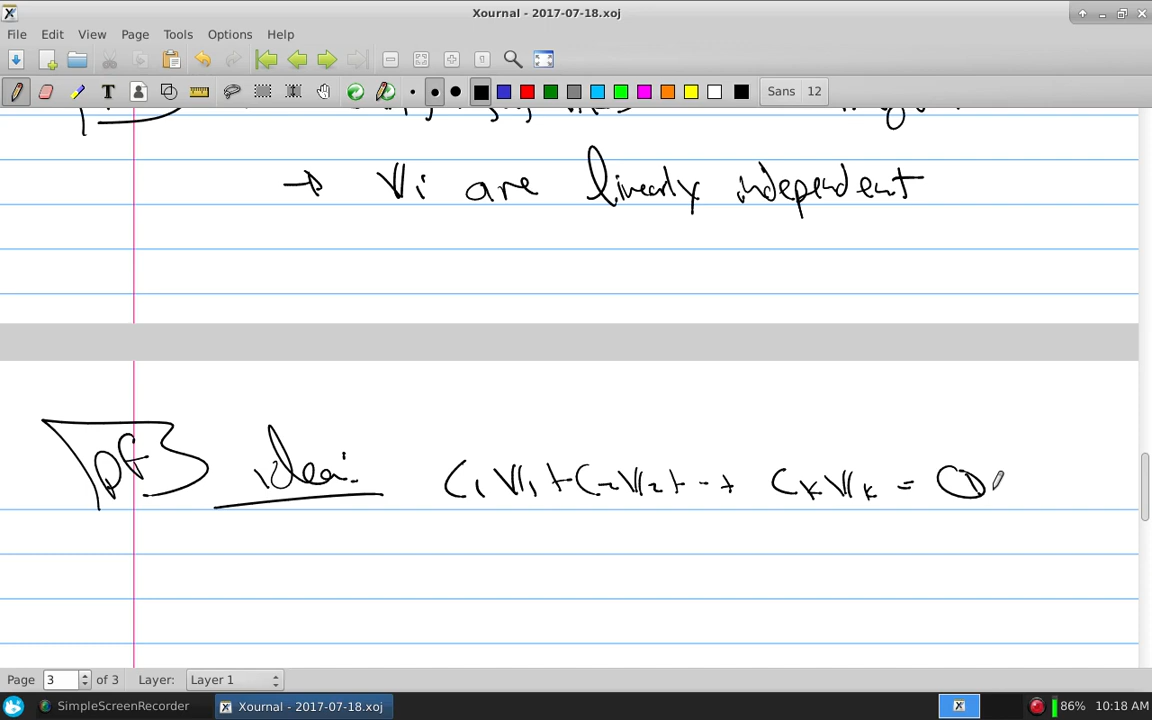 Xournal - 2017-07-18.xoj
File Edit View Page Tools Options Help
Sans 12
→ Vi are linearly independent
pf idea: C1V1+C2V2+--+ CkVk = 0
Page 3 of 3 Layer: Layer 1
SimpleScreenRecorder Xournal - 2017-07-18.xoj 86% 10:18 AM